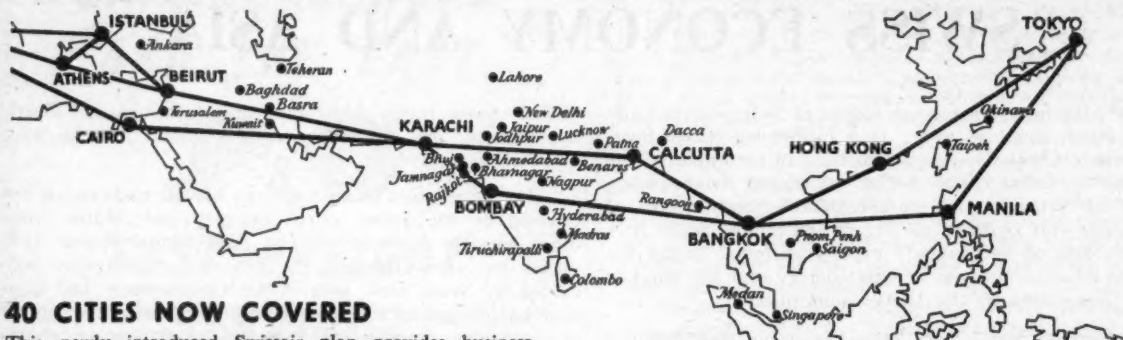 ISTANBUL
TOKYO
Ankara
Teheran
ATHENS
BEIRUT
Lahore
Baghdad
Basra
New Delhi
Okinawa
Jerusalem
Kuwait
CAIRO
KARACHI
Jaipur
Jodhpur
Lucknow
Patna
Dacca
CALCUTTA
HONG KONG
Taipeh
Bhuj
Jamnagar
Rajkot
Ahmedabad
Bhavnagar
Benares
Nagpur
BOMBAY
Rangoon
MANILA
Hyderabad
BANGKOK
Madras
Tiruchirapalli
Pnom Penh
Saigon
Colombo
Medan
Singapore
40 CITIES NOW COVERED
This newly introduced Swissair plan provides business-